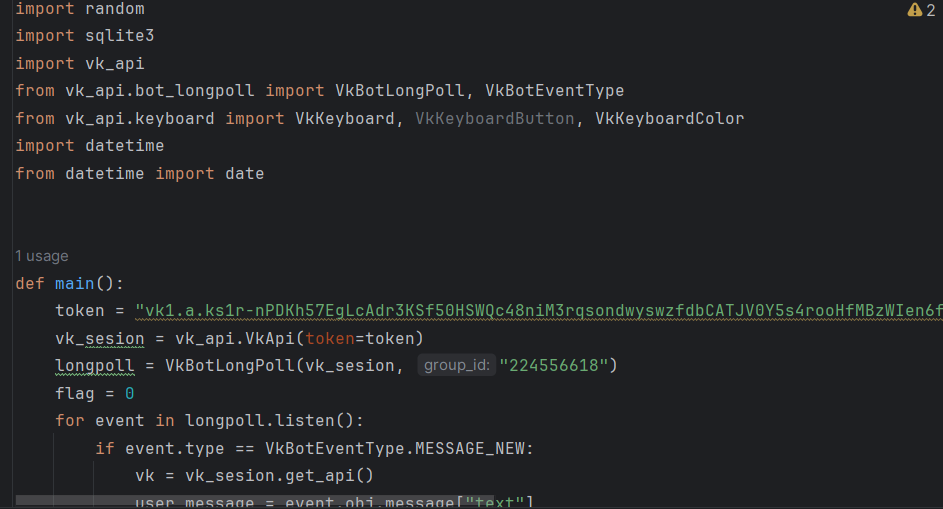 import random
2
import sqlite3
import vk_api
from vk_api.bot_longpoll import VkBotLongPoll, VkBotEventType
from vk_api.keyboard import VkKeyboard, VkKeyboardButton, VkKeyboardColor
import datetime
from datetime import date
1 usage
def main():
token = "vk1.a.ks1r-nPDKh57EgLcAdr3KSf50HSWQc48niM3rqsondwyswzfdbCATJV0Y5s4rooHfMBzWIen6f
vk_sesion = vk_api.VkApi(token=token)
longpoll = VkBotLongPoll(vk_sesion, group_id: "224556618")
flag = 0
for event in longpoll.listen():
if event.type == VkBotEventType.MESSAGE_NEW:
vk = vk_sesion.get_api()
user_message = event.obj.message["text"]